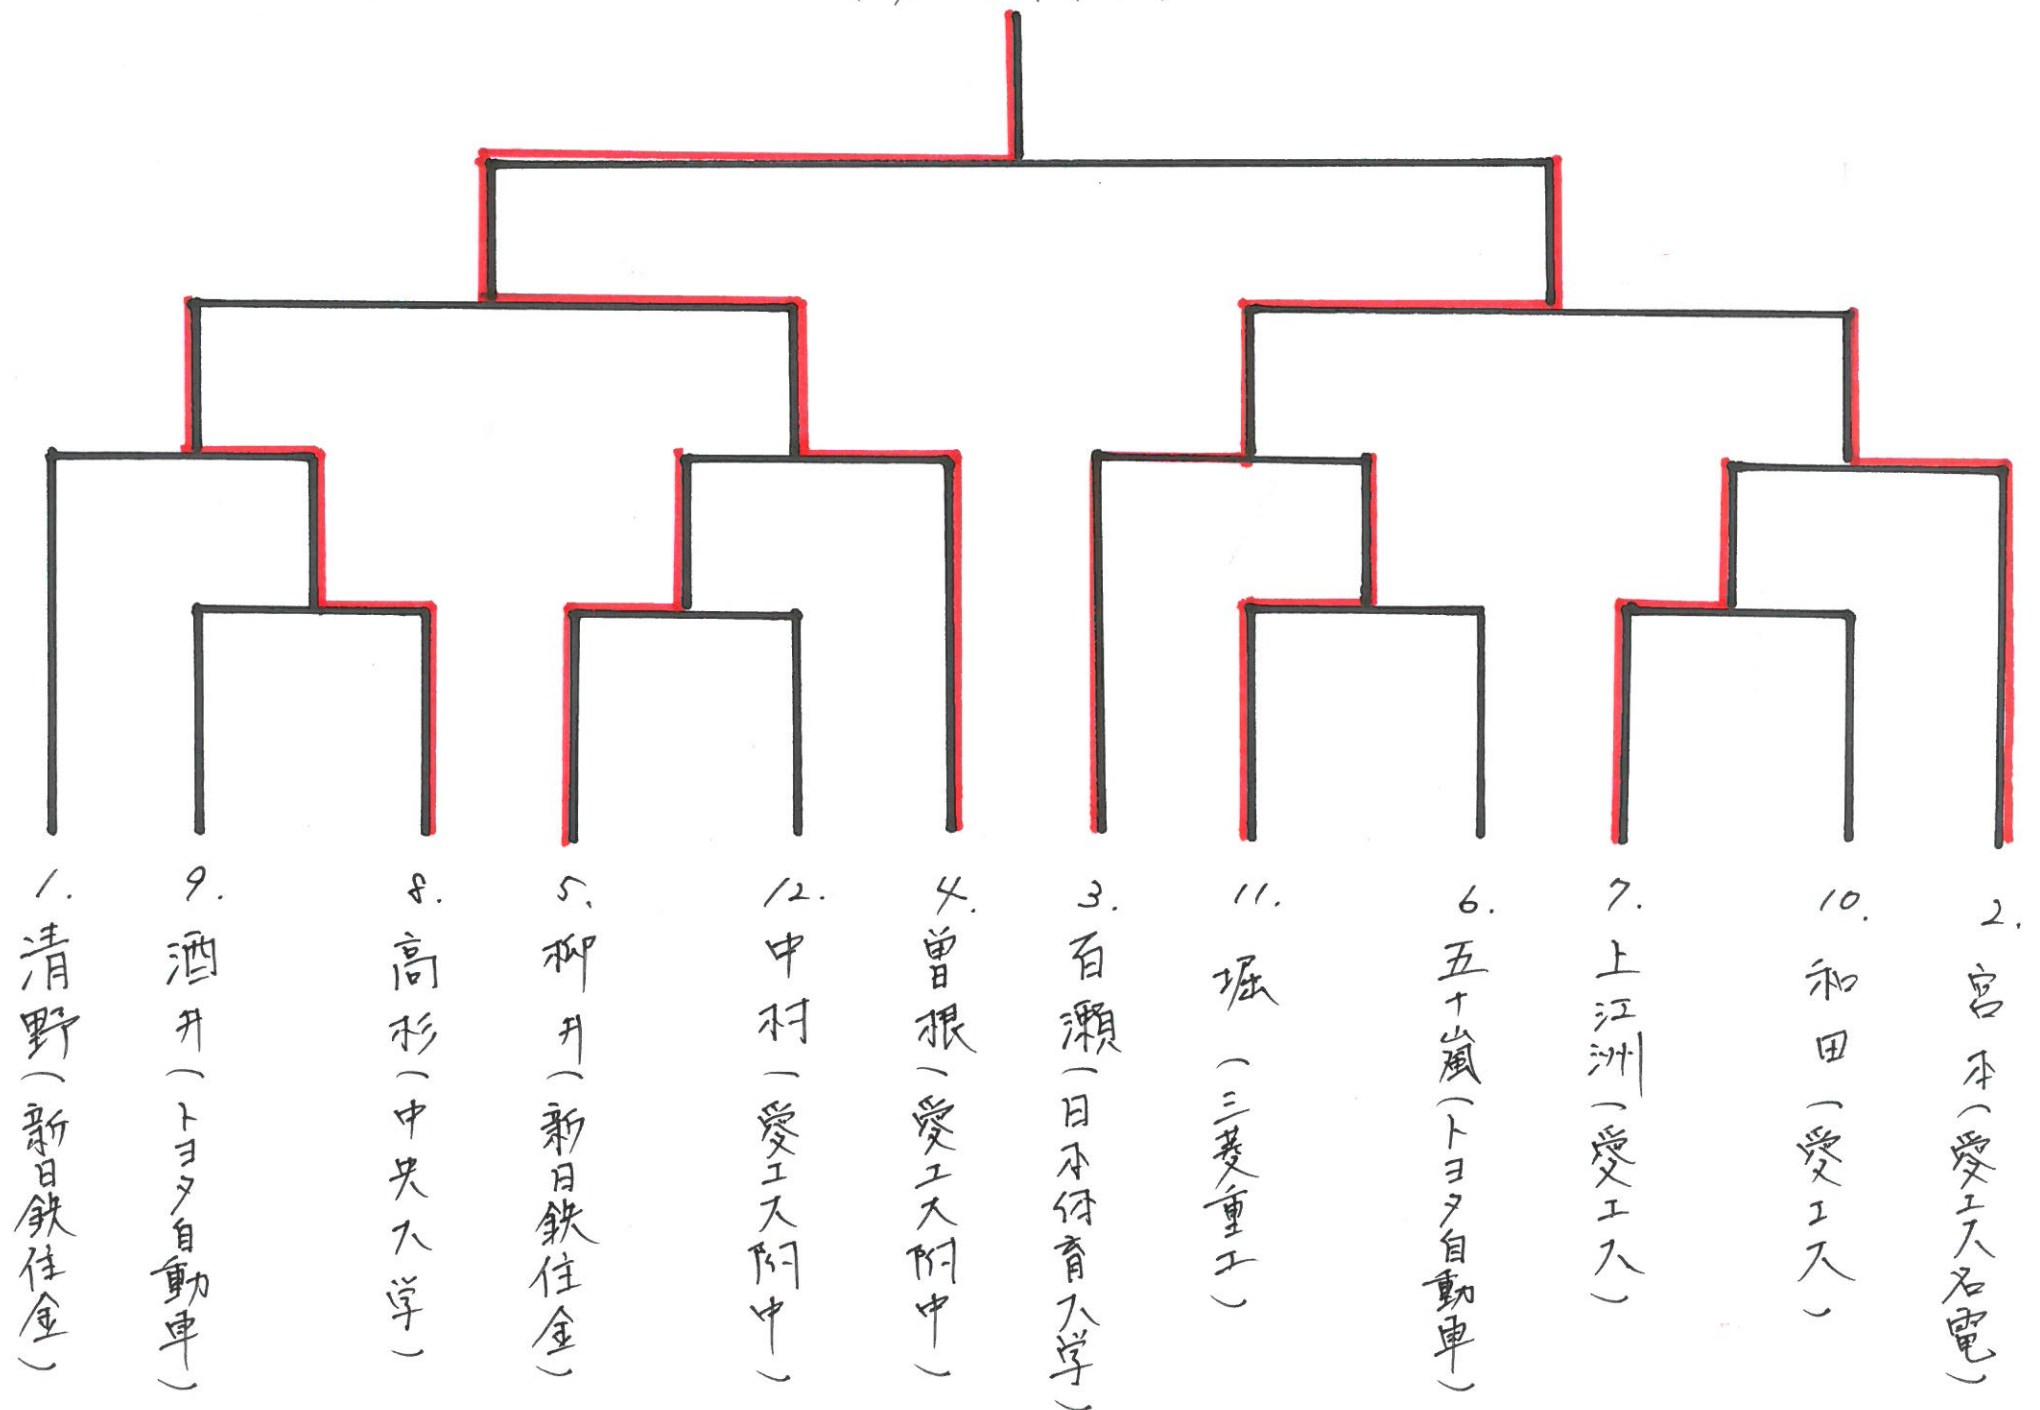 1. 清野(新日鉄住金)
9. 酒井(トヨタ自動車)
8. 高杉(中央大学)
5. 柳井(新日鉄住金)
12. 中村(愛工大附中)
4. 曽根(愛工大附中)
3. 百瀬(日本体育大学)
11. 堀(三菱重工)
6. 五十嵐(トヨタ自動車)
7. 上江洲(愛工大)
10. 和田(愛工大)
2. 宮本(愛工大名電)